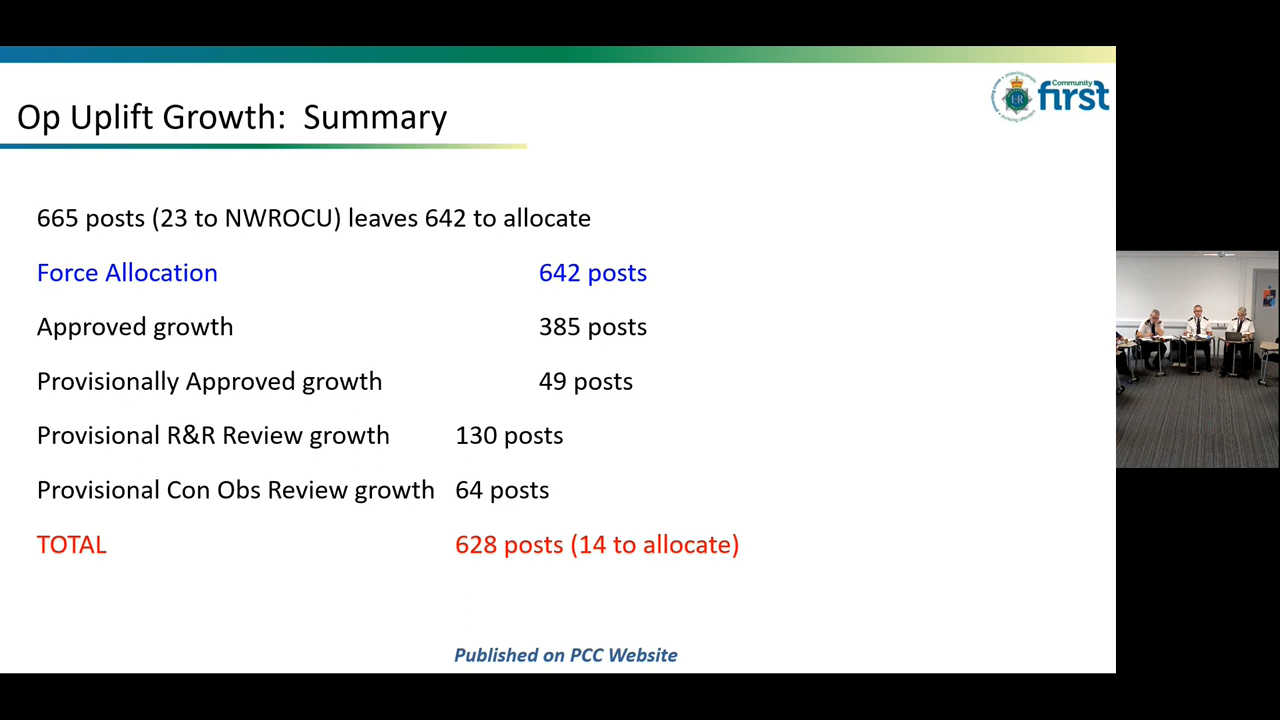 Op Uplift Growth: Summary
Community
first
665 posts (23 to NWROCU) leaves 642 to allocate
Force Allocation 642 posts
Approved growth 385 posts
Provisionally Approved growth 49 posts
Provisional R&R Review growth 130 posts
Provisional Con Obs Review growth 64 posts
TOTAL 628 posts (14 to allocate)
Published on PCC Website